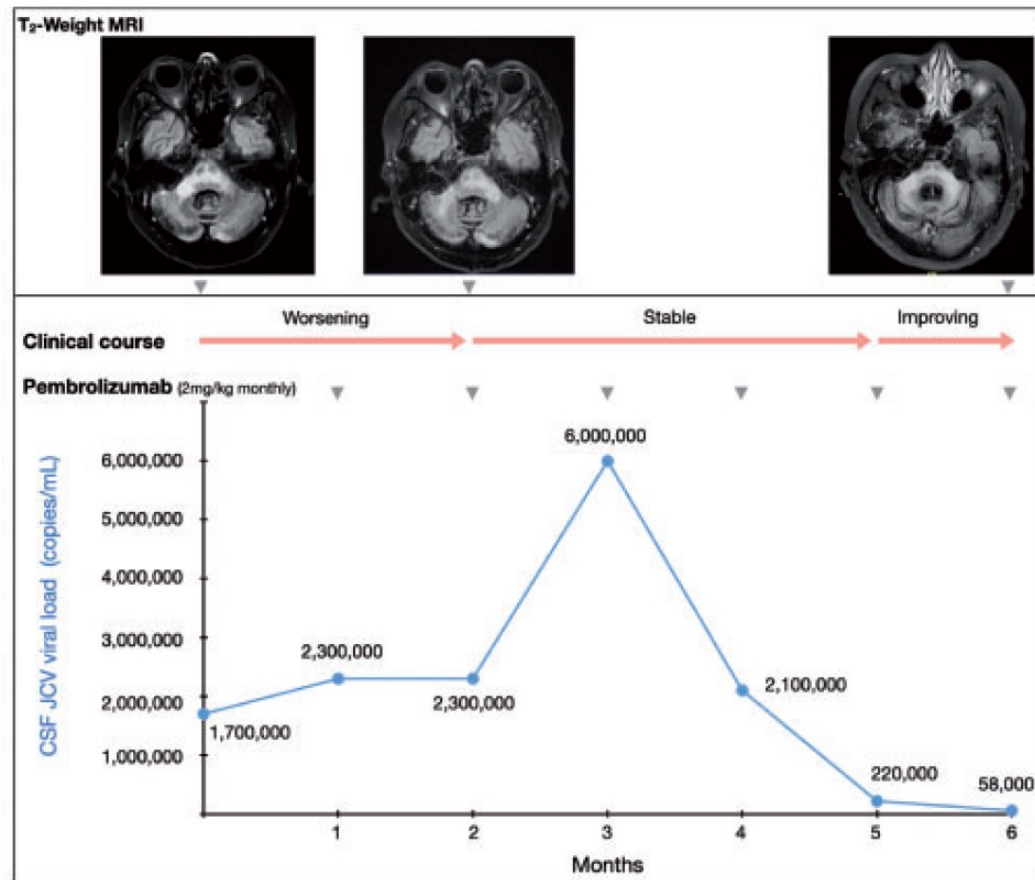 T₂-Weight MRI
Worsening Stable Improving
Clinical course
Pembrolizumab (2mg/kg monthly)
CSF JCV viral load (copies/mL)
6,000,000
5,000,000
4,000,000
3,000,000
2,000,000
1,000,000
1,700,000
2,300,000
2,300,000
6,000,000
2,100,000
220,000
58,000
1 2 3 4 5 6
Months